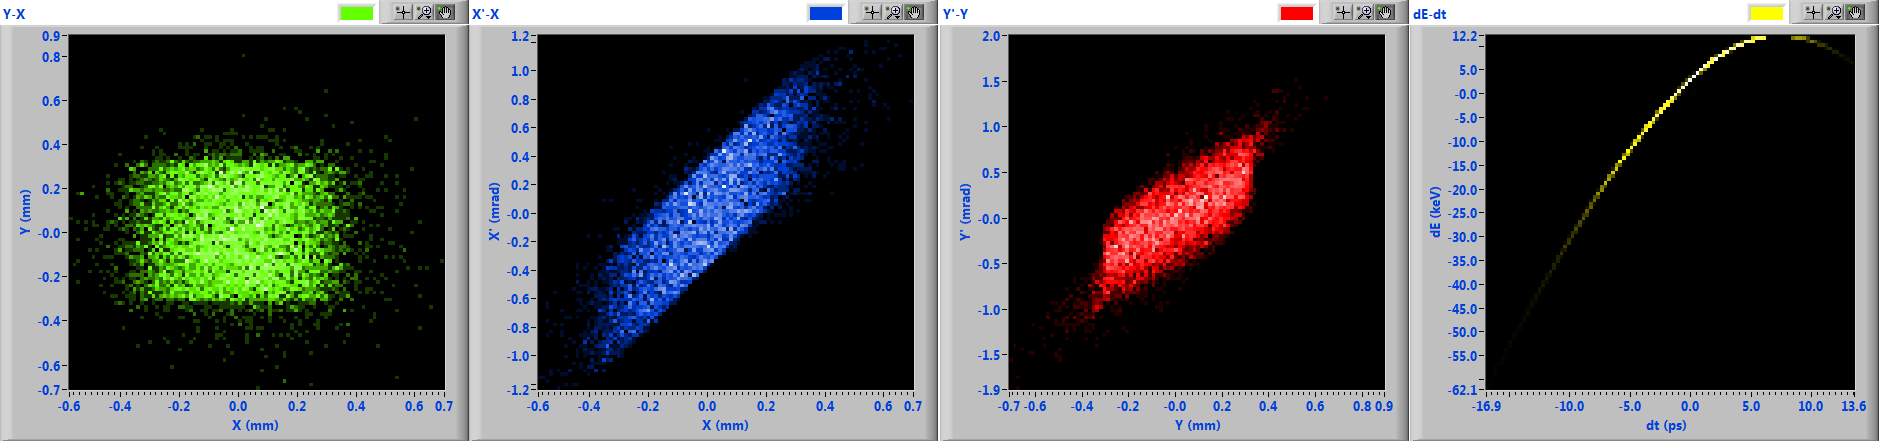 Y-X
0.9
0.8
0.6
0.4
0.2
-0.0
-0.2
-0.4
-0.6
-0.7
Y (mm)
-0.6 -0.4 -0.2 0.0 0.2 0.4 0.6 0.7
X (mm)
X'-X
1.2
1.0
0.8
0.6
0.4
0.2
-0.0
-0.2
-0.4
-0.6
-0.8
-1.0
-1.2
X' (mrad)
-0.6 -0.4 -0.2 0.0 0.2 0.4 0.6 0.7
X (mm)
Y'-Y
2.0
1.5
1.0
0.5
-0.0
-0.5
-1.0
-1.5
-1.9
Y' (mrad)
-0.7 -0.6 -0.4 -0.2 -0.0 0.2 0.4 0.6 0.8 0.9
Y (mm)
dE-dt
12.2
5.0
-0.0
-5.0
-10.0
-15.0
-20.0
-25.0
-30.0
-35.0
-40.0
-45.0
-50.0
-55.0
-62.1
dE (keV)
-16.9 -10.0 -5.0 0.0 5.0 10.0 13.6
dt (ps)